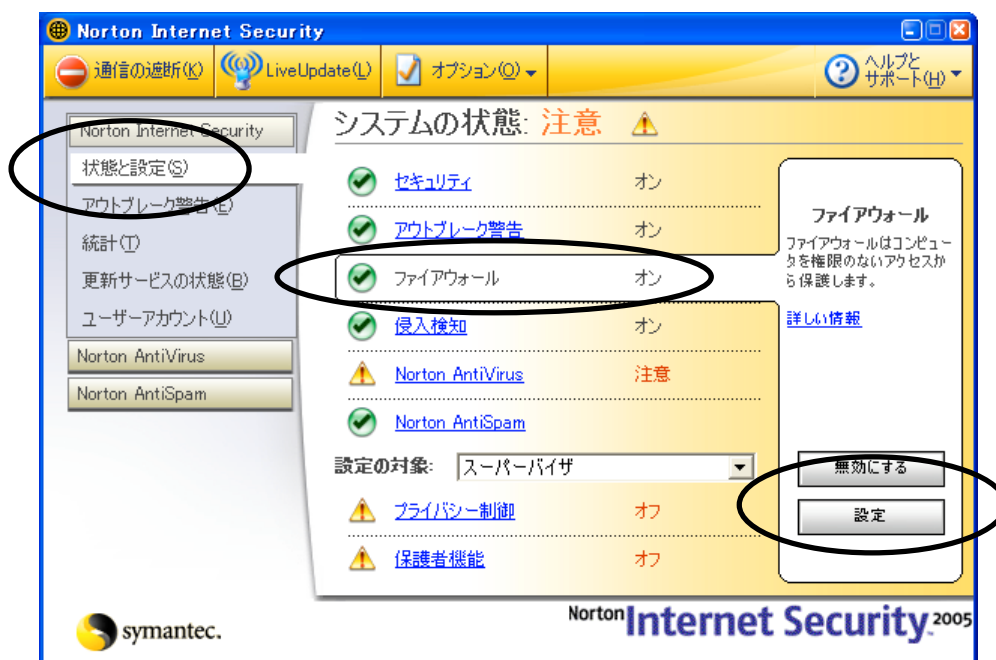 Norton Internet Security
通信の遮断(K) LiveUpdate(L) オプション(O) ヘルプと
サポート(H)
Norton Internet Security
状態と設定(S)
アウトブレーク警告(E)
統計(T)
更新サービスの状態(B)
ユーザーアカウント(U)
Norton AntiVirus
Norton AntiSpam
システムの状態: 注意
セキュリティ オン
アウトブレーク警告 オン
ファイアウォール オン
侵入検知 オン
Norton AntiVirus 注意
Norton AntiSpam
設定の対象: スーパーバイザ
プライバシー制御 オフ
保護者機能 オフ
ファイアウォール
ファイアウォールはコンピュー
タを権限のないアクセスか
ら保護します。
詳しい情報
無効にする
設定
symantec.
Norton Internet Security 2005